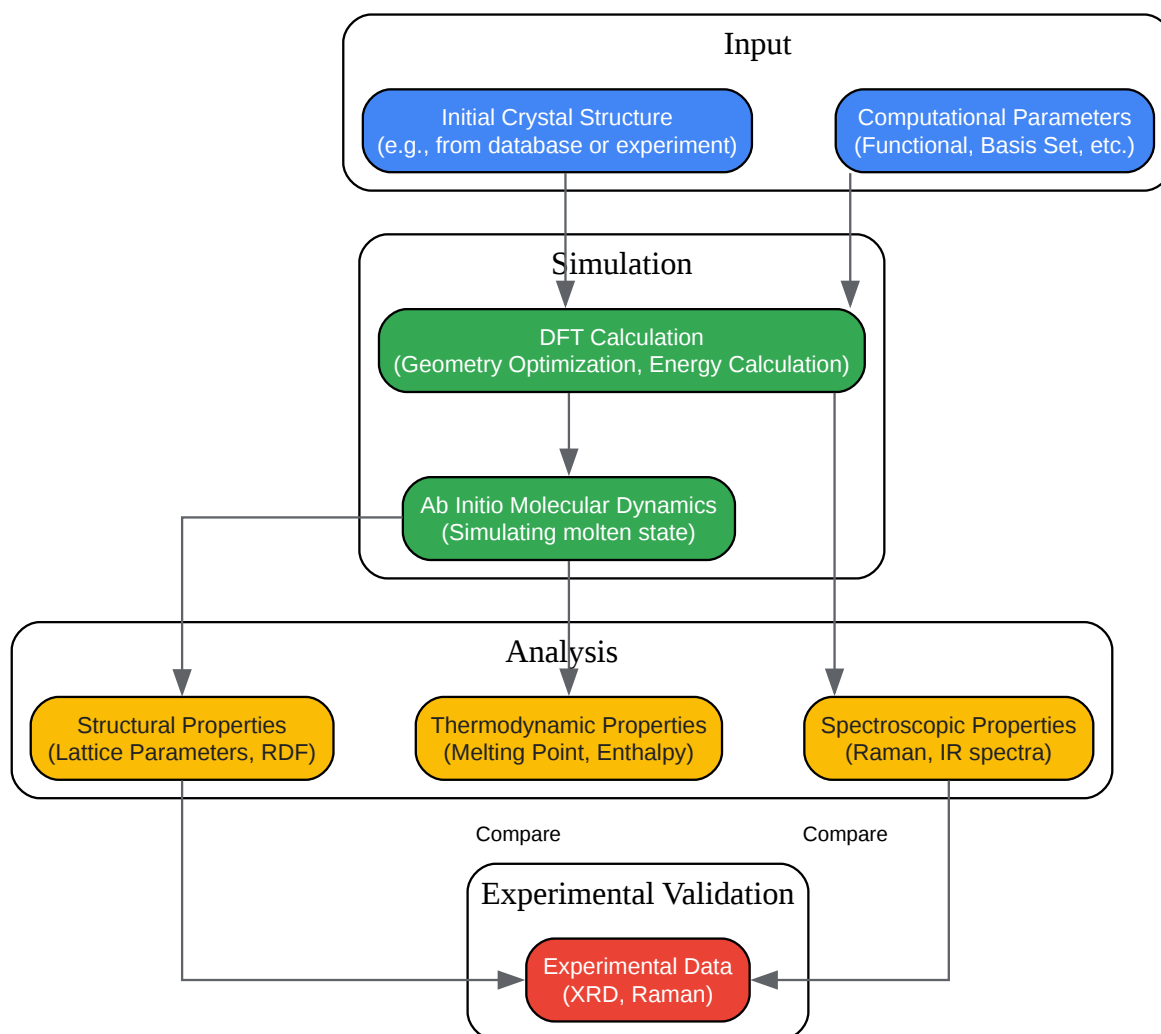 Input
Initial Crystal Structure
(e.g., from database or experiment)
Computational Parameters
(Functional, Basis Set, etc.)
Simulation
DFT Calculation
(Geometry Optimization, Energy Calculation)
Ab Initio Molecular Dynamics
(Simulating molten state)
Analysis
Structural Properties
(Lattice Parameters, RDF)
Thermodynamic Properties
(Melting Point, Enthalpy)
Spectroscopic Properties
(Raman, IR spectra)
Compare
Compare
Experimental Validation
Experimental Data
(XRD, Raman)